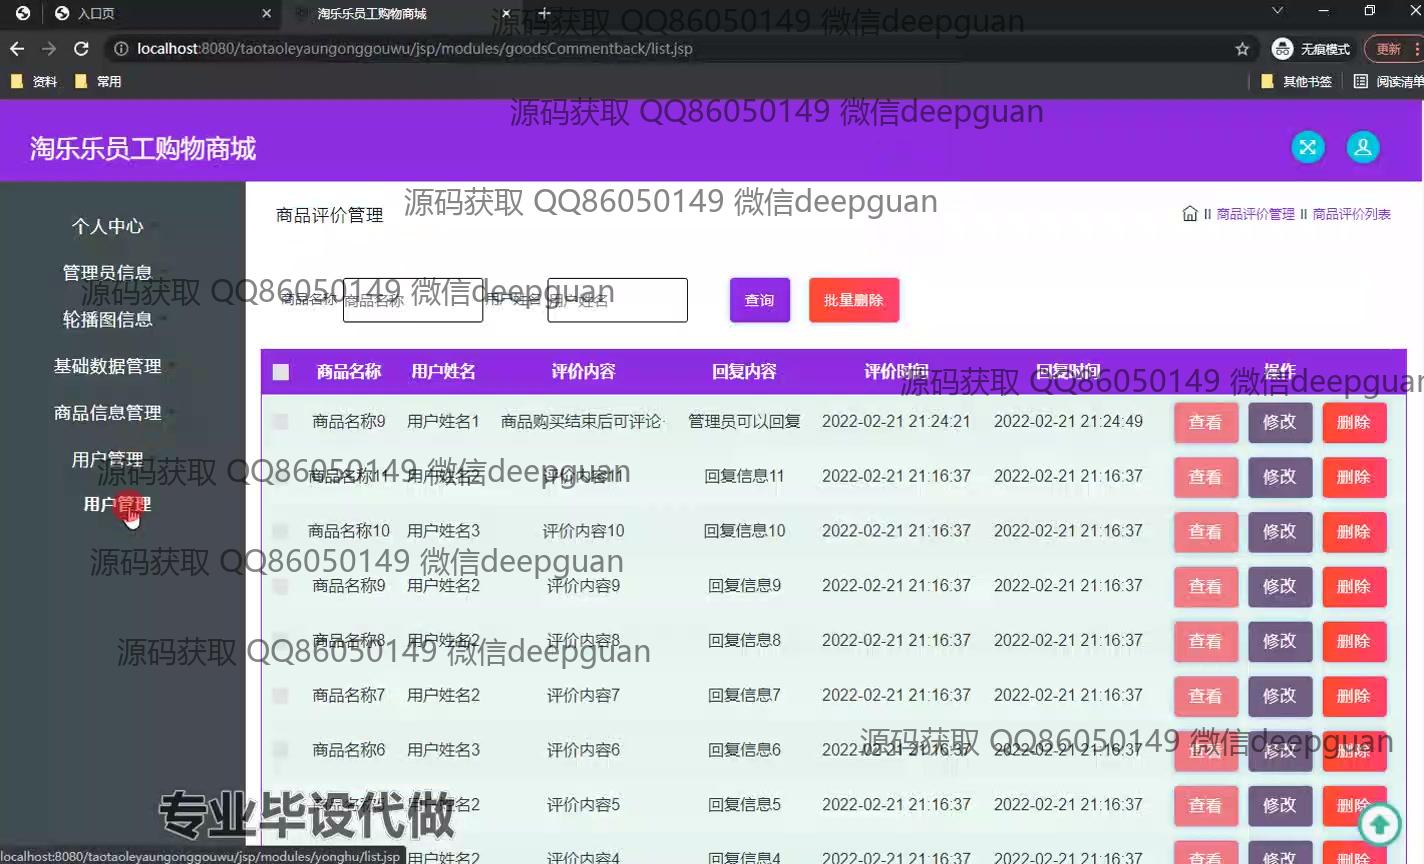 入口页
淘乐乐员工购物商城
源码获取 QQ86050149 微信deepguan
localhost:8080/taotaoleyaungonggouwu/jsp/modules/goodsCommentback/list.jsp
无痕模式
更新
资料
常用
其他书签
阅读清单
源码获取 QQ86050149 微信deepguan
淘乐乐员工购物商城
源码获取 QQ86050149 微信deepguan
商品评价管理
商品评价管理 II 商品评价列表
个人中心
管理员信息
轮播图信息
基础数据管理
商品信息管理
用户管理
用户管理
源码获取 QQ86050149 微信deepguan
商品名称 商品名称 用户姓名 用户姓名 查询 批量删除
商品名称 用户姓名 评价内容 回复内容 评价时间 回复时间 操作
源码获取 QQ86050149 微信deepguan
商品名称9 用户姓名1 商品购买结束后可评论· 管理员可以回复 2022-02-21 21:24:21 2022-02-21 21:24:49 查看 修改 删除
源码获取 QQ86050149 微信deepguan
商品名称11 用户姓名2 评价内容11 回复信息11 2022-02-21 21:16:37 2022-02-21 21:16:37 查看 修改 删除
商品名称10 用户姓名3 评价内容10 回复信息10 2022-02-21 21:16:37 2022-02-21 21:16:37 查看 修改 删除
源码获取 QQ86050149 微信deepguan
商品名称9 用户姓名2 评价内容9 回复信息9 2022-02-21 21:16:37 2022-02-21 21:16:37 查看 修改 删除
商品名称8 用户姓名2 评价内容8 回复信息8 2022-02-21 21:16:37 2022-02-21 21:16:37 查看 修改 删除
源码获取 QQ86050149 微信deepguan
商品名称7 用户姓名2 评价内容7 回复信息7 2022-02-21 21:16:37 2022-02-21 21:16:37 查看 修改 删除
商品名称6 用户姓名3 评价内容6 回复信息6 2022-02-21 21:16:37 2022-02-21 21:16:37 查看 修改 删除
源码获取 QQ86050149 微信deepguan
用户姓名2 评价内容5 回复信息5 2022-02-21 21:16:37 2022-02-21 21:16:37 查看 修改 删除
专业毕设代做
用户姓名2 评价内容4 回复信息4 2022-02-21 21:16:37 2022-02-21 21:16:37 查看 修改 删除
localhost:8080/taotaoleyaungonggouwu/jsp/modules/yonghu/list.jsp